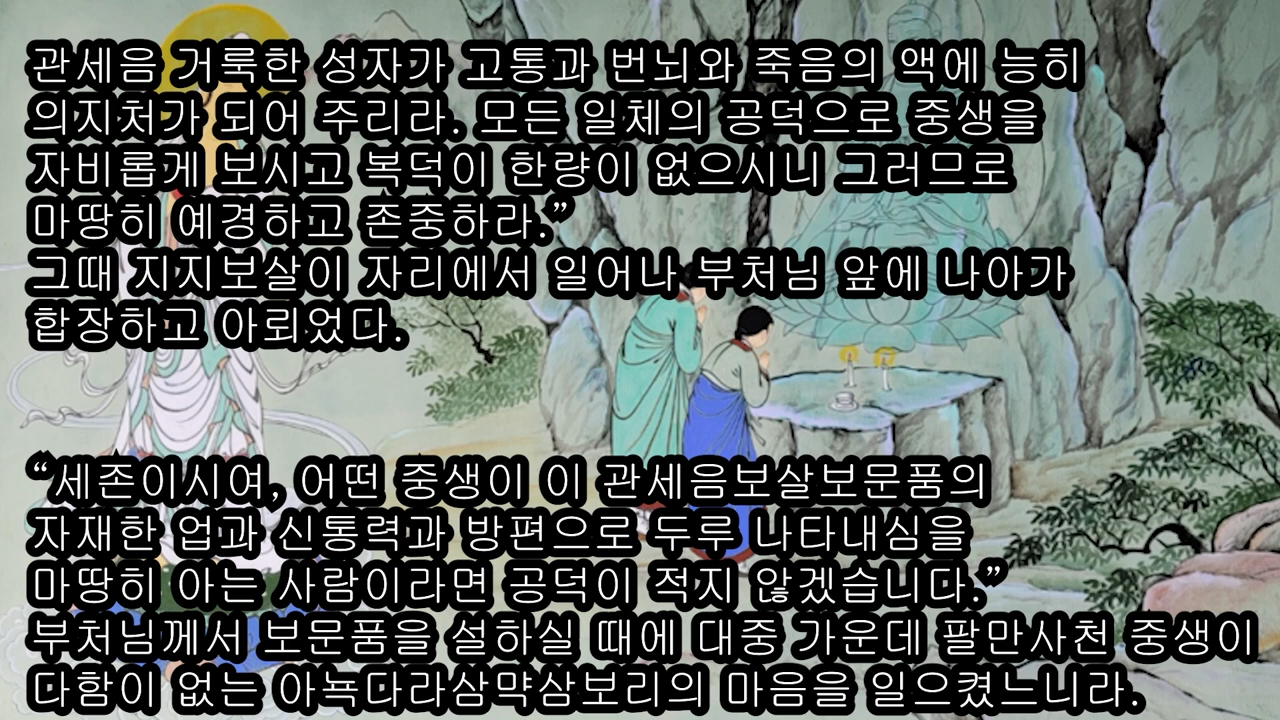 관세음 거룩한 성자가 고통과 번뇌와 죽음의 액에 능히
의지처가 되어 주리라. 모든 일체의 공덕으로 중생을
자비롭게 보시고 복덕이 한량이 없으시니 그러므로
마땅히 예경하고 존중하라.”
그때 지지보살이 자리에서 일어나 부처님 앞에 나아가
합장하고 아뢰었다.
“세존이시여, 어떤 중생이 이 관세음보살보문품의
자재한 업과 신통력과 방편으로 두루 나타내심을
마땅히 아는 사람이라면 공덕이 적지 않겠습니다.”
부처님께서 보문품을 설하실 때에 대중 가운데 팔만사천 중생이
다함이 없는 아뇩다라삼먁삼보리의 마음을 일으켰느니라.